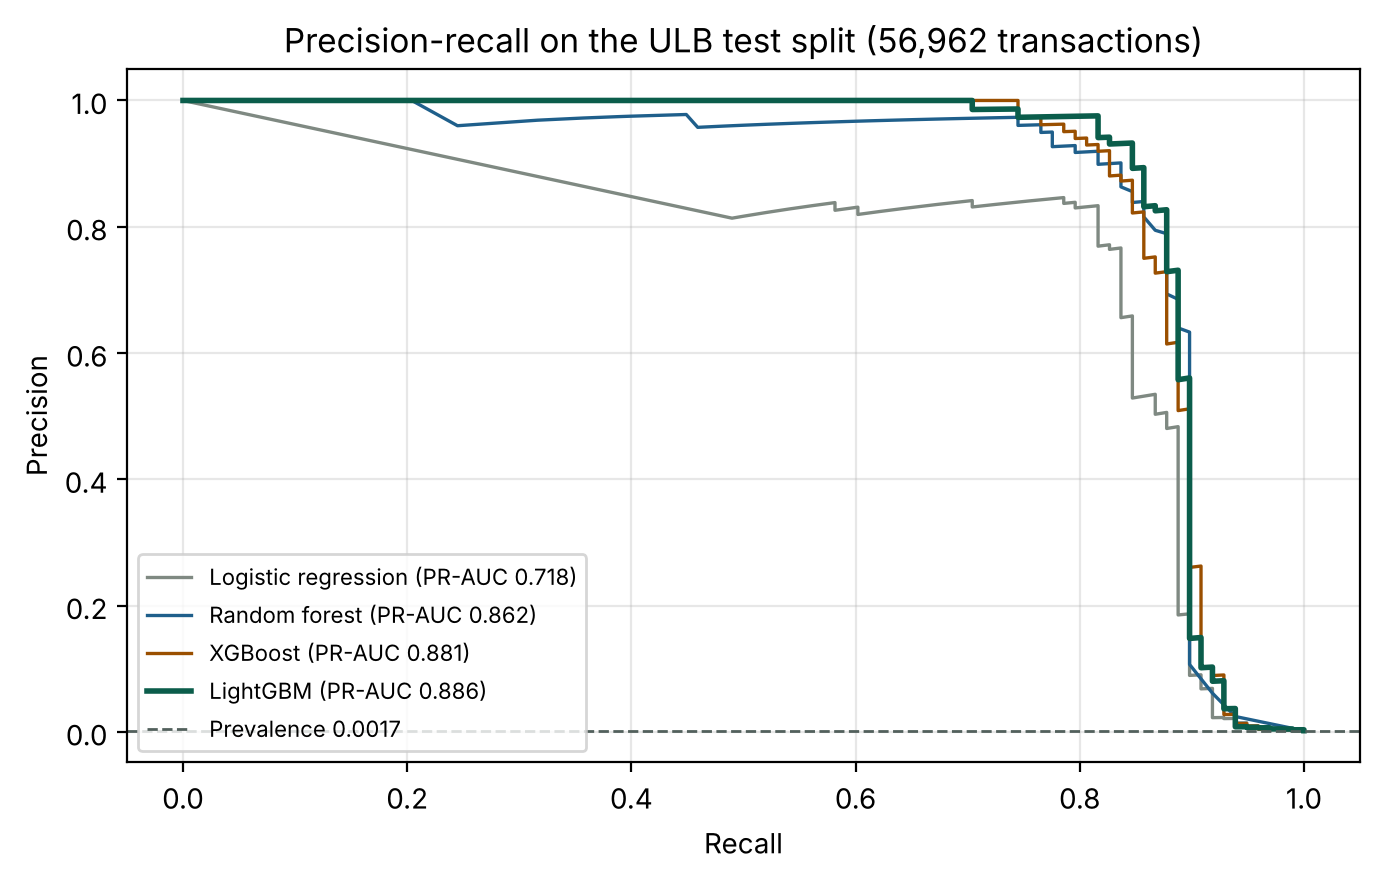 Precision-recall on the ULB test split (56,962 transactions)
1.0
0.8
0.6
0.4
0.2
0.0
Precision
Logistic regression (PR-AUC 0.718)
Random forest (PR-AUC 0.862)
XGBoost (PR-AUC 0.881)
LightGBM (PR-AUC 0.886)
Prevalence 0.0017
0.0 0.2 0.4 0.6 0.8 1.0
Recall